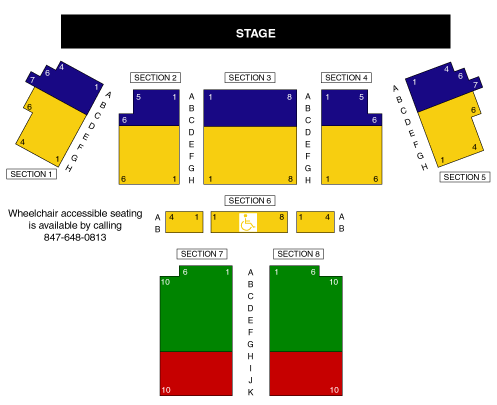 STAGE
SECTION 1
7 6 4 1
6
4 1
A
B
C
D
E
F
G
H
SECTION 2
5 1
6
6 1
A
B
C
D
E
F
G
H
SECTION 3
1 8
1 8
A
B
C
D
E
F
G
H
SECTION 4
1 5
6
1 6
A
B
C
D
E
F
G
H
1 4 6 7
6
1 4
SECTION 5
Wheelchair accessible seating
is available by calling
847-648-0813
SECTION 6
A 4 1 1 8 1 4 A
B B
SECTION 7
SECTION 8
6 1 A 1 6
10 B 10
C
D
E
F
G
H
I
J
10 K 10